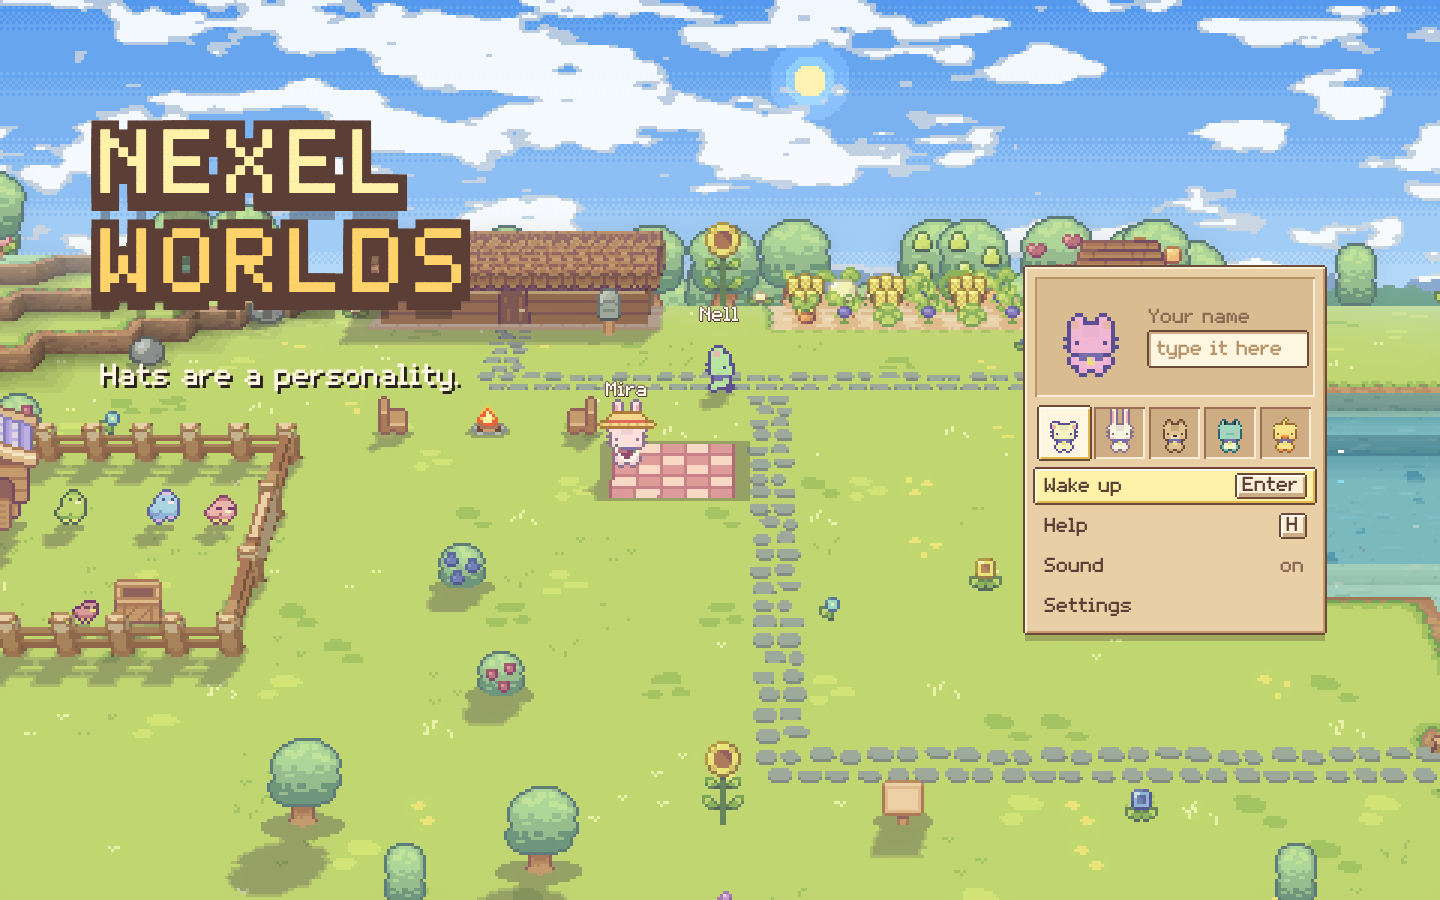 NEXEL
WORLDS
Hats are a personality.
Nell
Mira
Your name
type it here
Wake up Enter
Help H
Sound on
Settings